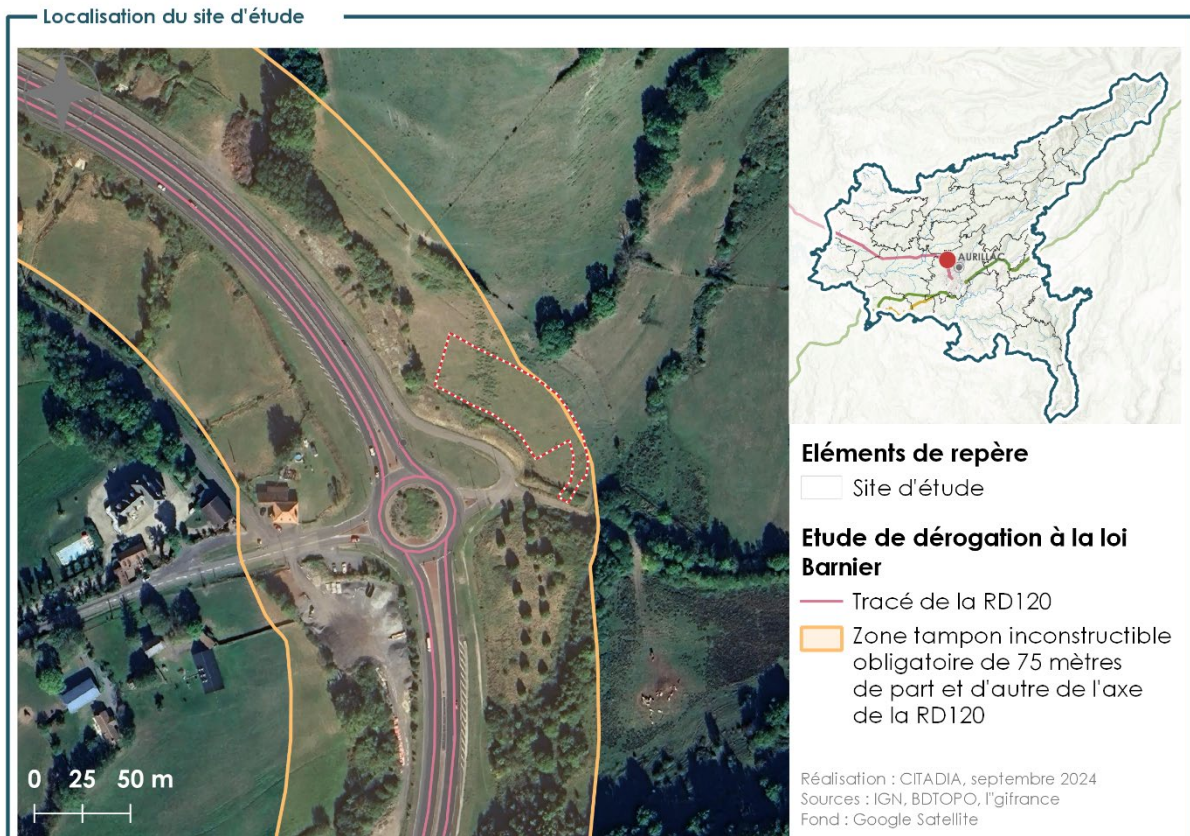 Localisation du site d'étude
AURILLAC
Eléments de repère
Site d'étude
Etude de dérogation à la loi
Barnier
Tracé de la RD120
Zone tampon inconstructible
obligatoire de 75 mètres
de part et d'autre de l'axe
de la RD120
0 25 50 m
Réalisation : CITADIA, septembre 2024
Sources : IGN, BDTOPO, l"gifrance
Fond : Google Satellite